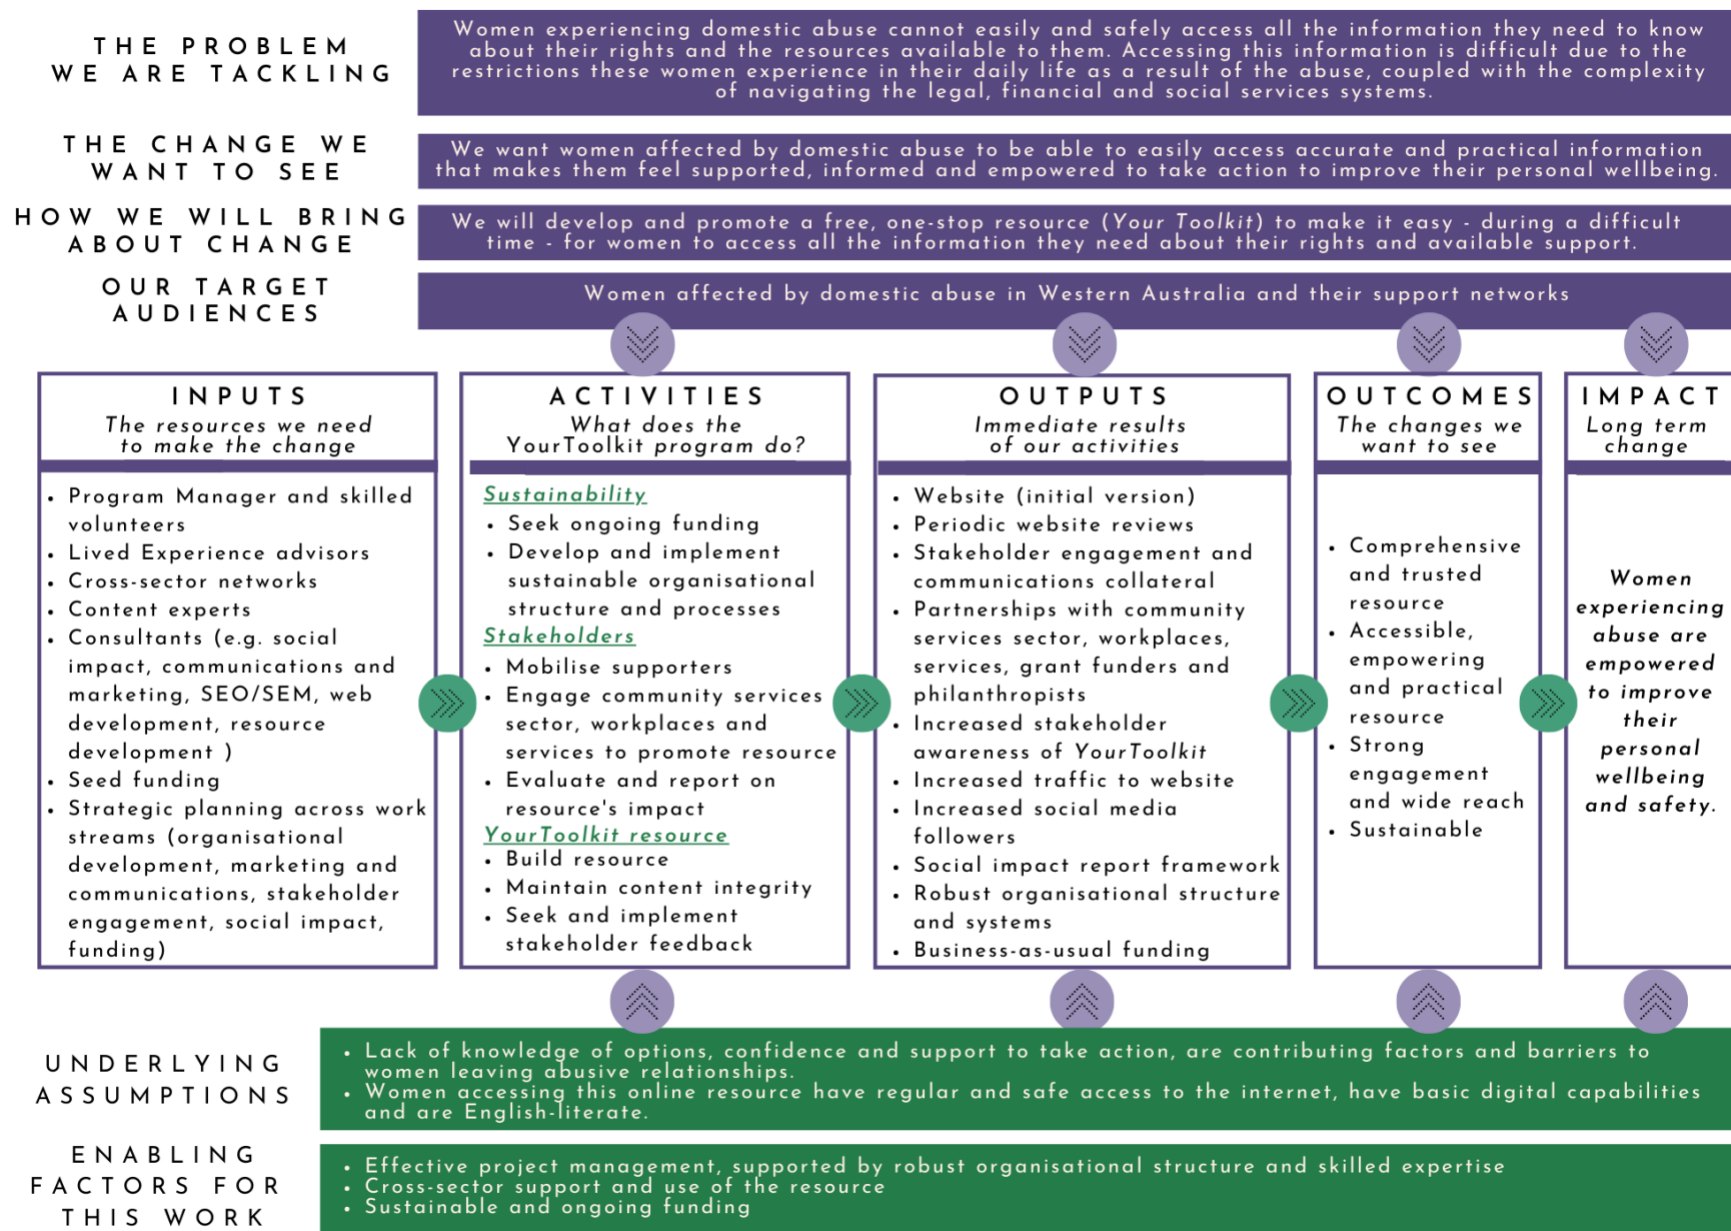 THE PROBLEM
WE ARE TACKLING
Women experiencing domestic abuse cannot easily and safely access all the information they need to know
about their rights and the resources available to them. Accessing this information is difficult due to the
restrictions these women experience in their daily life as a result of the abuse, coupled with the complexity
of navigating the legal, financial and social services systems.
THE CHANGE WE
WANT TO SEE
We want women affected by domestic abuse to be able to easily access accurate and practical information
that makes them feel supported, informed and empowered to take action to improve their personal wellbeing.
HOW WE WILL BRING
ABOUT CHANGE
We will develop and promote a free, one-stop resource (Your Toolkit) to make it easy - during a difficult
time - for women to access all the information they need about their rights and available support.
OUR TARGET
AUDIENCES
Women affected by domestic abuse in Western Australia and their support networks
INPUTS
The resources we need
to make the change
• Program Manager and skilled
volunteers
• Lived Experience advisors
• Cross-sector networks
• Content experts
• Consultants (e.g. social
impact, communications and
marketing, SEO/SEM, web
development, resource
development )
• Seed funding
• Strategic planning across work
streams (organisational
development, marketing and
communications, stakeholder
engagement, social impact,
funding)
ACTIVITIES
What does the
YourToolkit program do?
Sustainability
• Seek ongoing funding
• Develop and implement
sustainable organisational
structure and processes
Stakeholders
• Mobilise supporters
• Engage community services
sector, workplaces and
services to promote resource
• Evaluate and report on
resource's impact
YourToolkit resource
• Build resource
• Maintain content integrity
• Seek and implement
stakeholder feedback
OUTPUTS
Immediate results
of our activities
• Website (initial version)
• Periodic website reviews
• Stakeholder engagement and
communications collateral
• Partnerships with community
services sector, workplaces,
services, grant funders and
philanthropists
• Increased stakeholder
awareness of YourToolkit
• Increased traffic to website
• Increased social media
followers
• Social impact report framework
• Robust organisational structure
and systems
• Business-as-usual funding
OUTCOMES
The changes we
want to see
• Comprehensive
and trusted
resource
• Accessible,
empowering
and practical
resource
• Strong
engagement
and wide reach
• Sustainable
IMPACT
Long term
change
Women
experiencing
abuse are
empowered
to improve
their
personal
wellbeing
and safety.
UNDERLYING
ASSUMPTIONS
• Lack of knowledge of options, confidence and support to take action, are contributing factors and barriers to
women leaving abusive relationships.
• Women accessing this online resource have regular and safe access to the internet, have basic digital capabilities
and are English-literate.
ENABLING
FACTORS FOR
THIS WORK
• Effective project management, supported by robust organisational structure and skilled expertise
• Cross-sector support and use of the resource
• Sustainable and ongoing funding